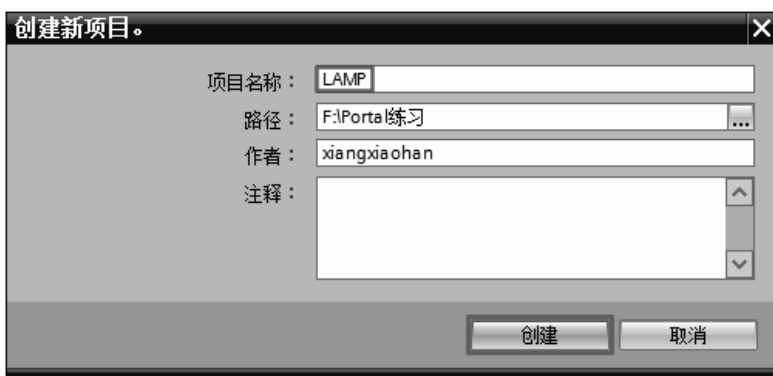 创建新项目。
项目名称： LAMP
路径： F:\Portal练习 ...
作者： xiangxiaohan
注释：
创建 取消